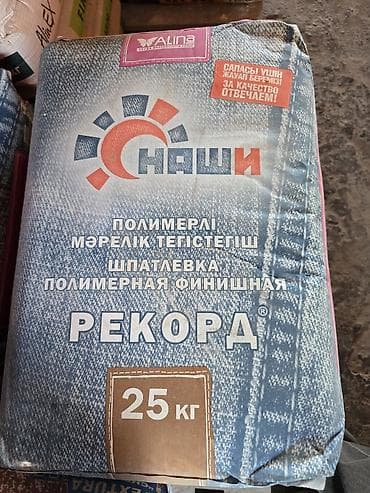 ALINA
САПАСЫ ҮШІН
ЖАУАП БЕРЕМІЗ!
ЗА КАЧЕСТВО
ОТВЕЧАЕМ!
НАШИ
ПОЛИМЕРЛІ
МӘРЕЛІК ТЕГІСТЕГІШ
ШПАТЛЕВКА
ПОЛИМЕРНАЯ ФИНИШНАЯ
РЕКОРД®
25 КГ